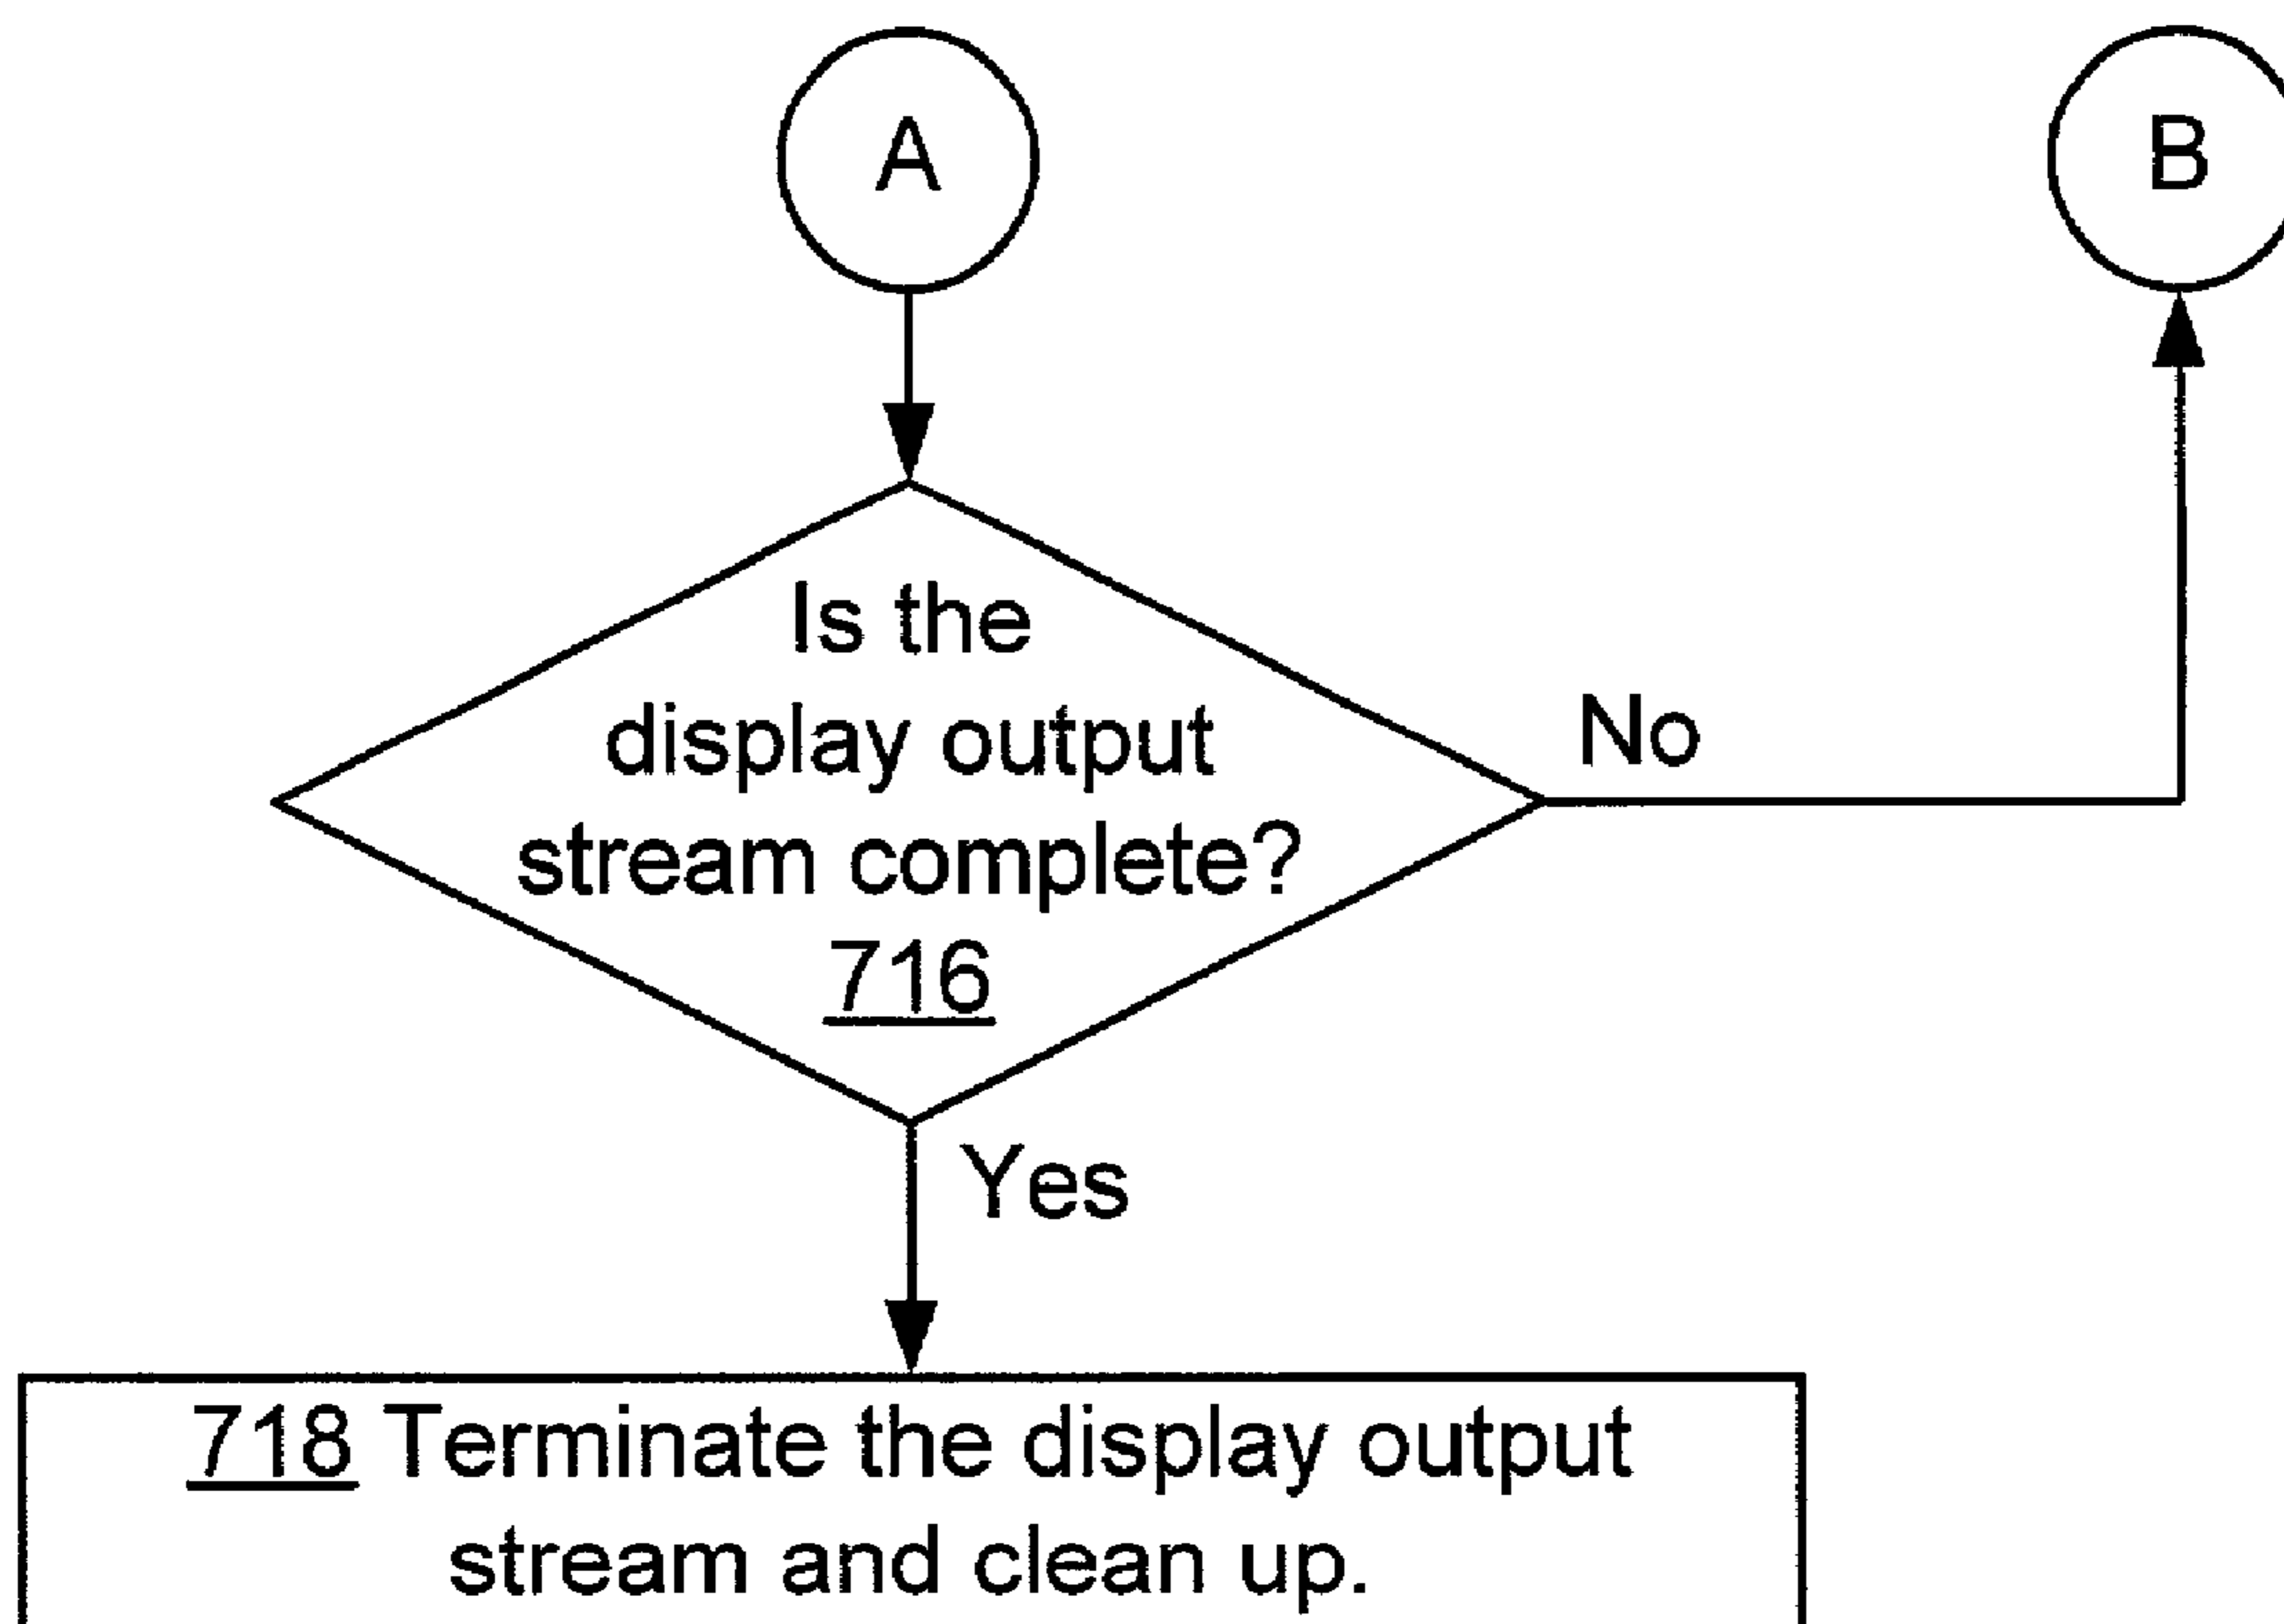 A
B
Is the
display output
stream complete?
716
No
Yes
718 Terminate the display output
stream and clean up.